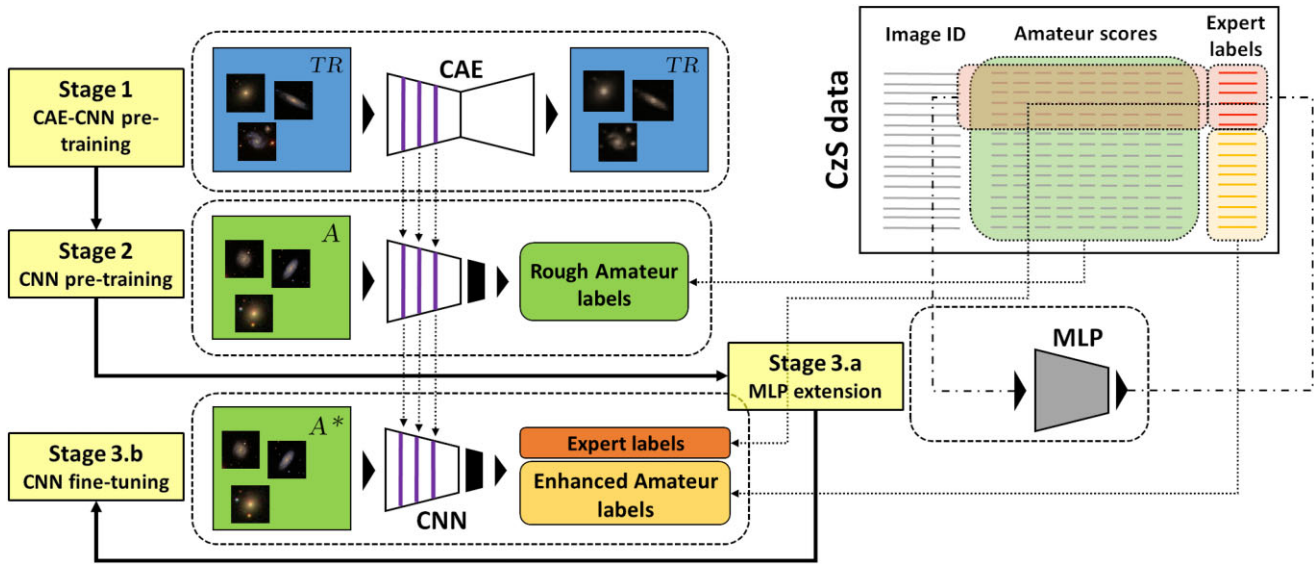 Stage 1
CAE-CNN pre-
training
TR
CAE
TR
Image ID
Amateur scores
Expert
labels
CzS data
Stage 2
CNN pre-training
A
Rough Amateur
labels
MLP
Stage 3.a
MLP extension
Stage 3.b
CNN fine-tuning
A*
CNN
Expert labels
Enhanced Amateur
labels